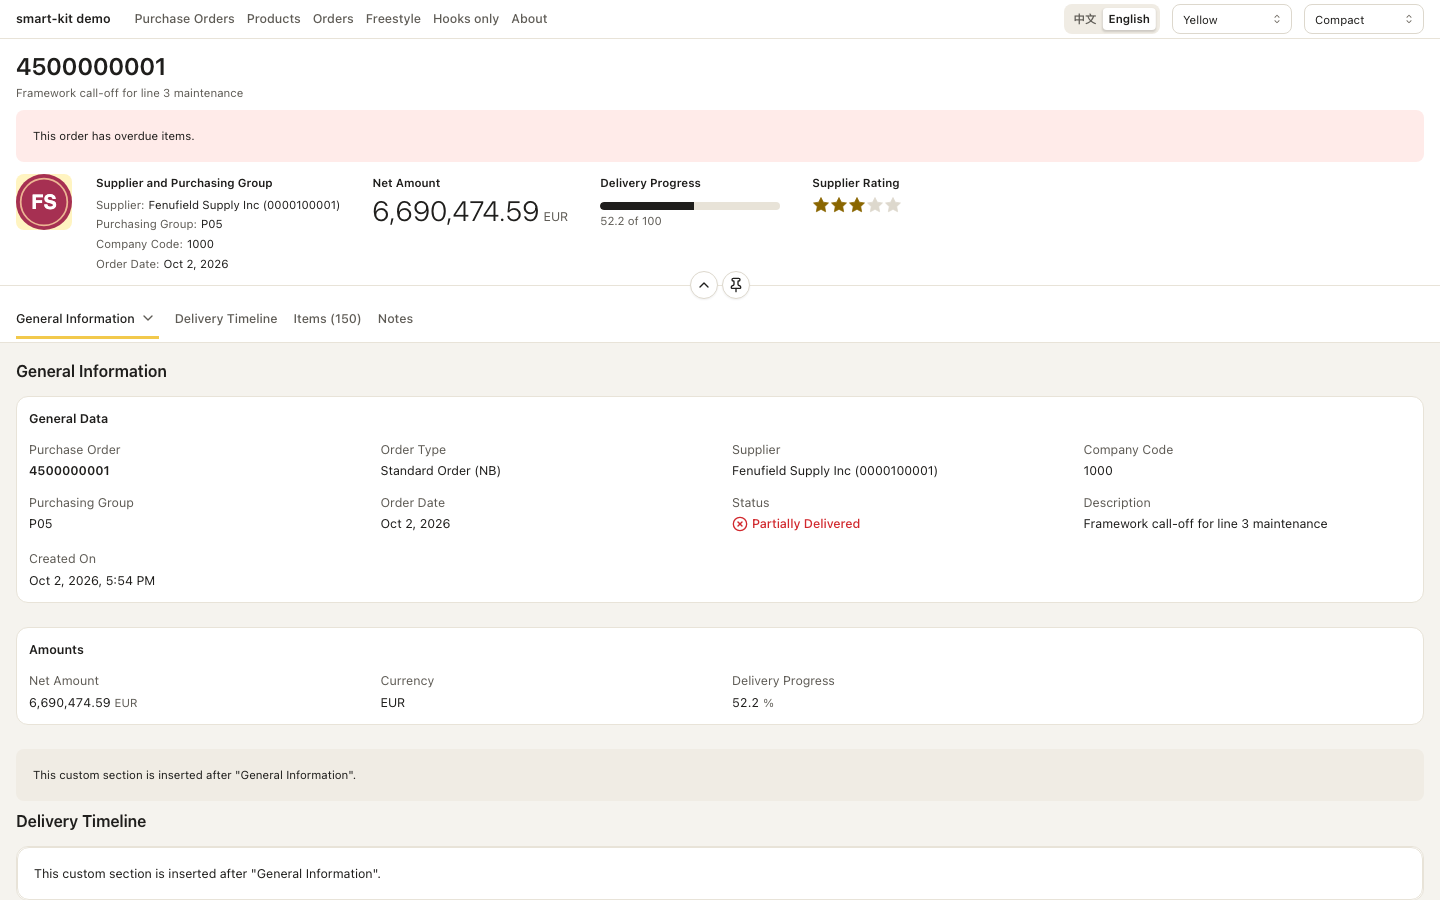 smart-kit demo Purchase Orders Products Orders Freestyle Hooks only About 中文 English Yellow Compact
4500000001
Framework call-off for line 3 maintenance
This order has overdue items.
FS
Supplier and Purchasing Group
Supplier: Fenufield Supply Inc (0000100001)
Purchasing Group: P05
Company Code: 1000
Order Date: Oct 2, 2026
Net Amount
6,690,474.59 EUR
Delivery Progress
52.2 of 100
Supplier Rating
General Information Delivery Timeline Items (150) Notes
General Information
General Data
Purchase Order
4500000001
Order Type
Standard Order (NB)
Supplier
Fenufield Supply Inc (0000100001)
Company Code
1000
Purchasing Group
P05
Order Date
Oct 2, 2026
Status
Partially Delivered
Description
Framework call-off for line 3 maintenance
Created On
Oct 2, 2026, 5:54 PM
Amounts
Net Amount
6,690,474.59 EUR
Currency
EUR
Delivery Progress
52.2 %
This custom section is inserted after "General Information".
Delivery Timeline
This custom section is inserted after "General Information".